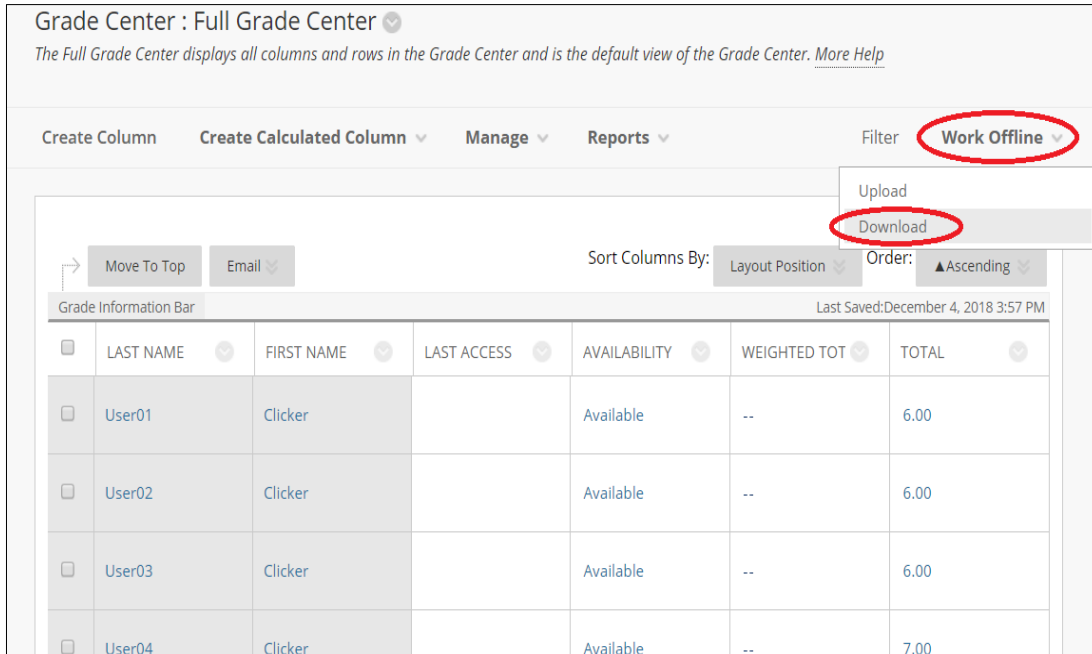 Grade Center : Full Grade Center
The Full Grade Center displays all columns and rows in the Grade Center and is the default view of the Grade Center. More Help
Create Column Create Calculated Column Manage Reports Filter Work Offline
Upload
Download
Move To Top Email Sort Columns By: Layout Position Order: ▲Ascending
Grade Information Bar Last Saved:December 4, 2018 3:57 PM
LAST NAME FIRST NAME LAST ACCESS AVAILABILITY WEIGHTED TOT TOTAL
User01 Clicker Available -- 6.00
User02 Clicker Available -- 6.00
User03 Clicker Available -- 6.00
User04 Clicker Available -- 7.00